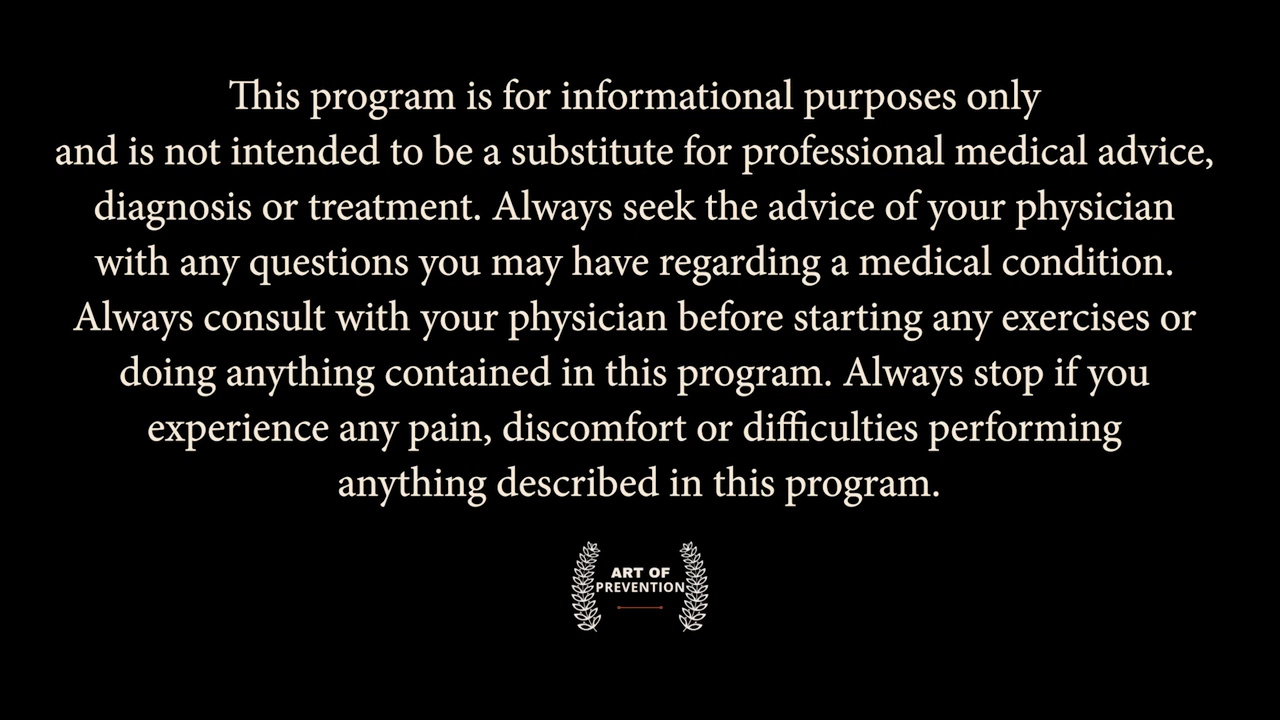 This program is for informational purposes only
and is not intended to be a substitute for professional medical advice,
diagnosis or treatment. Always seek the advice of your physician
with any questions you may have regarding a medical condition.
Always consult with your physician before starting any exercises or
doing anything contained in this program. Always stop if you
experience any pain, discomfort or difficulties performing
anything described in this program.
ART OF
PREVENTION